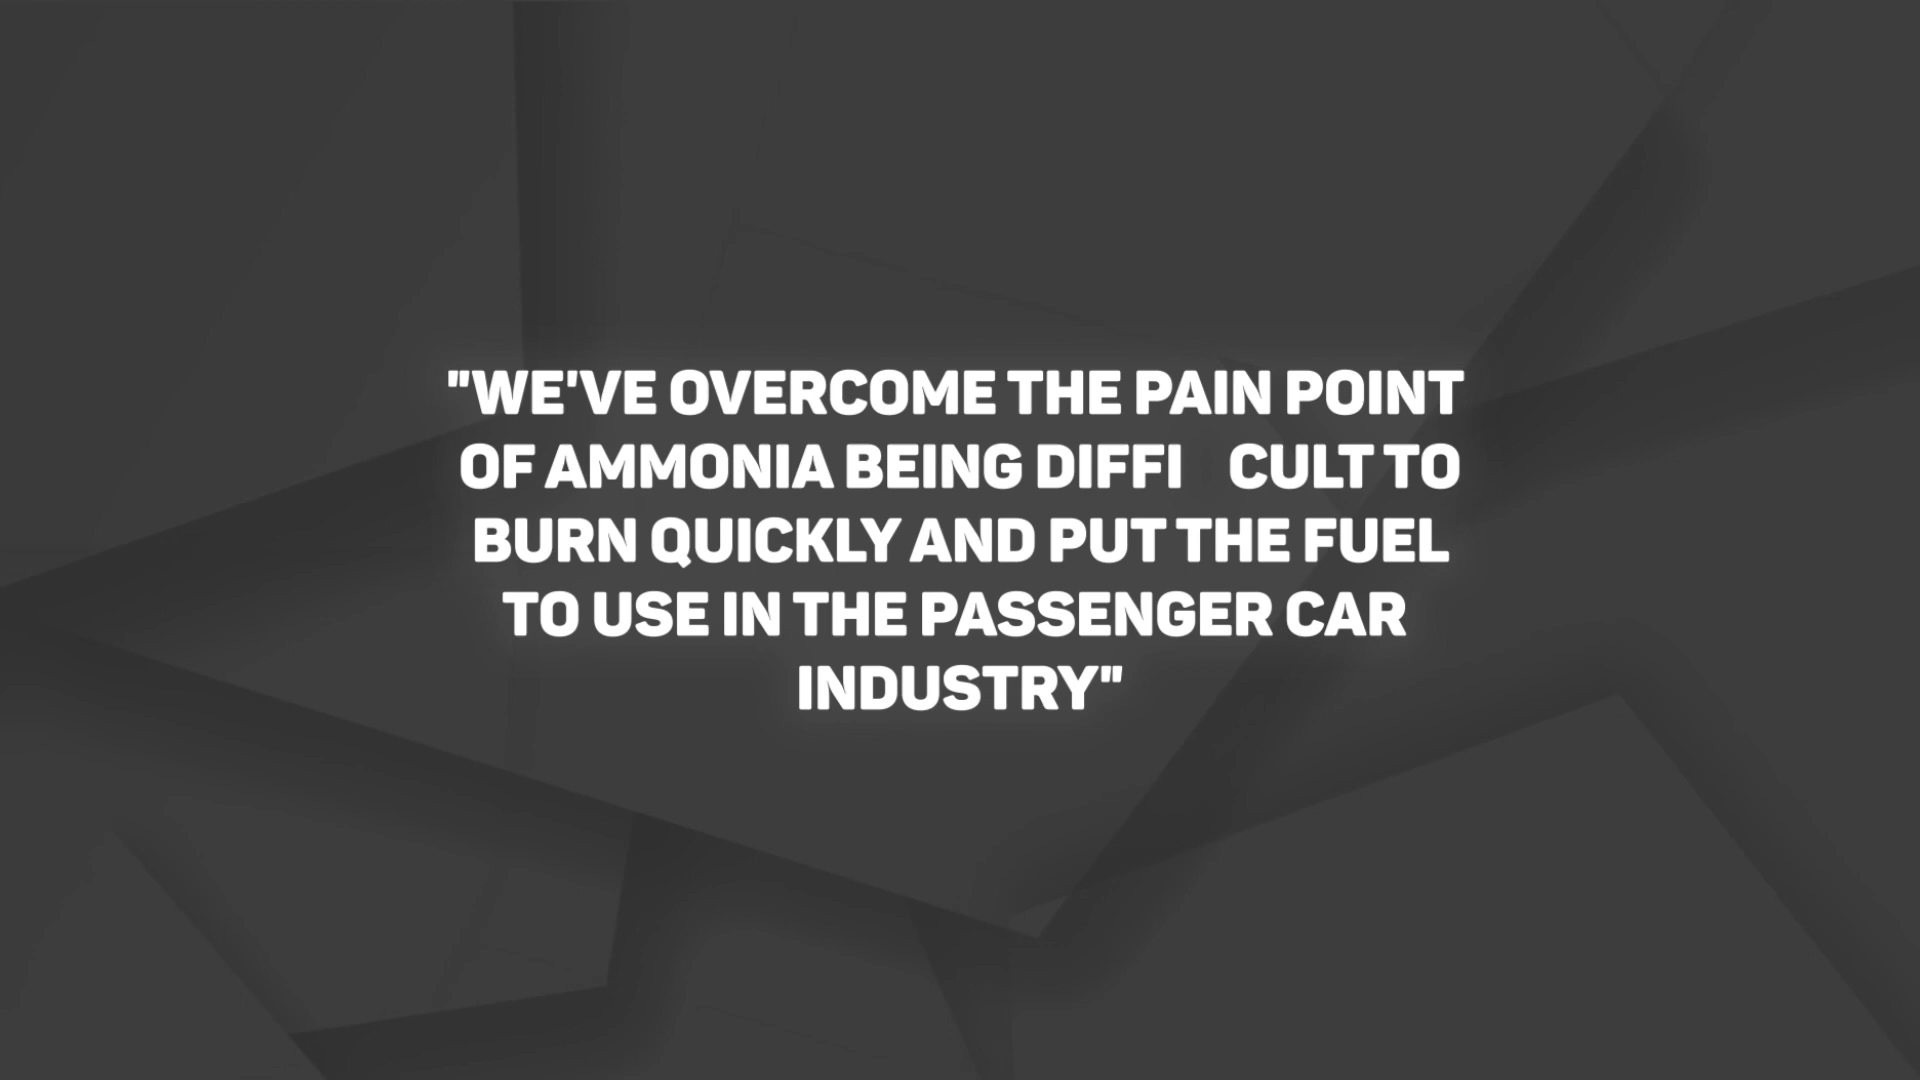 "WE'VE OVERCOME THE PAIN POINT
OF AMMONIA BEING DIFFI CULT TO
BURN QUICKLY AND PUT THE FUEL
TO USE IN THE PASSENGER CAR
INDUSTRY"